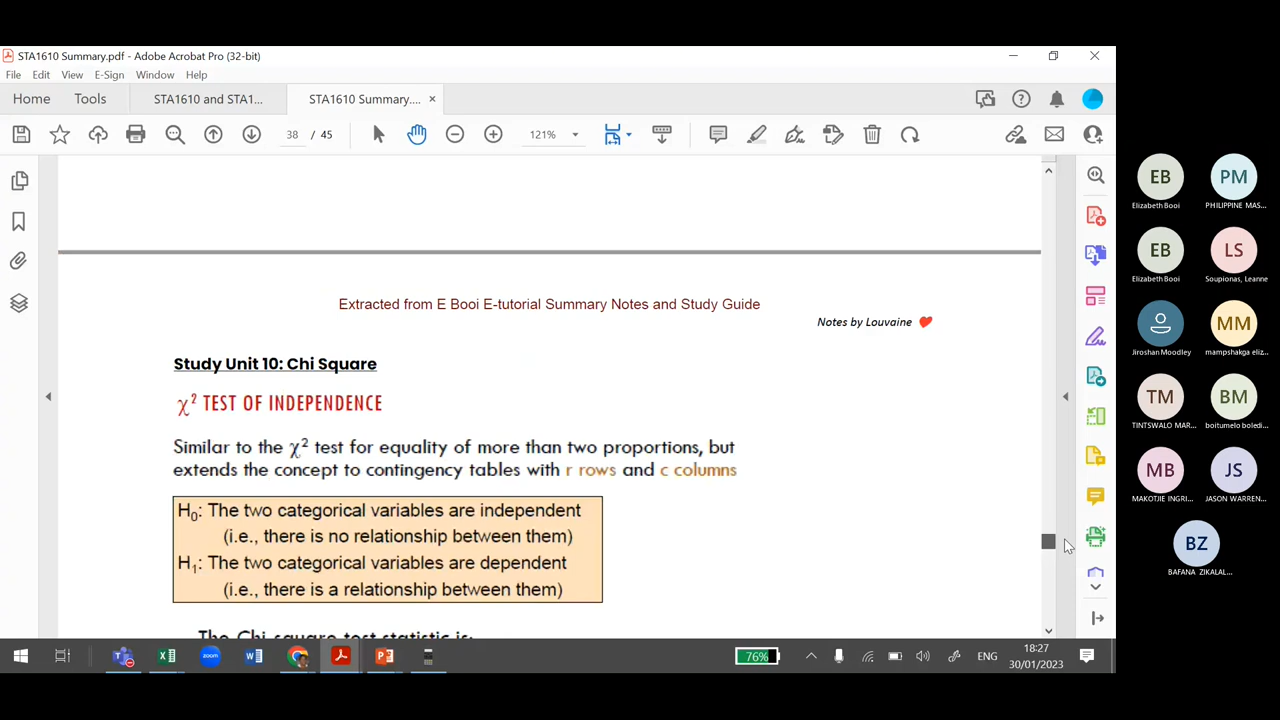 STA1610 Summary.pdf - Adobe Acrobat Pro (32-bit)
File Edit View E-Sign Window Help
Home Tools STA1610 and STA1... STA1610 Summary.... ×
38 / 45 121%
Extracted from E Booi E-tutorial Summary Notes and Study Guide
Notes by Louvaine
Study Unit 10: Chi Square
χ² TEST OF INDEPENDENCE
Similar to the χ² test for equality of more than two proportions, but
extends the concept to contingency tables with r rows and c columns
H₀: The two categorical variables are independent
(i.e., there is no relationship between them)
H₁: The two categorical variables are dependent
(i.e., there is a relationship between them)
The Chi-square test statistic is:
EB PM
Elizabeth Booi PHILIPPINE MAS...
EB LS
Elizabeth Booi Soupionas, Leanne
MM
Jiroshan Moodley mampshakga eliz...
TM BM
TINTSWALO MAR... boitumelo boledi...
MB JS
MAKOTJIE INGRI... JASON WARREN...
BZ
BAFANA ZIKALAL...
76% ENG 18:27
30/01/2023